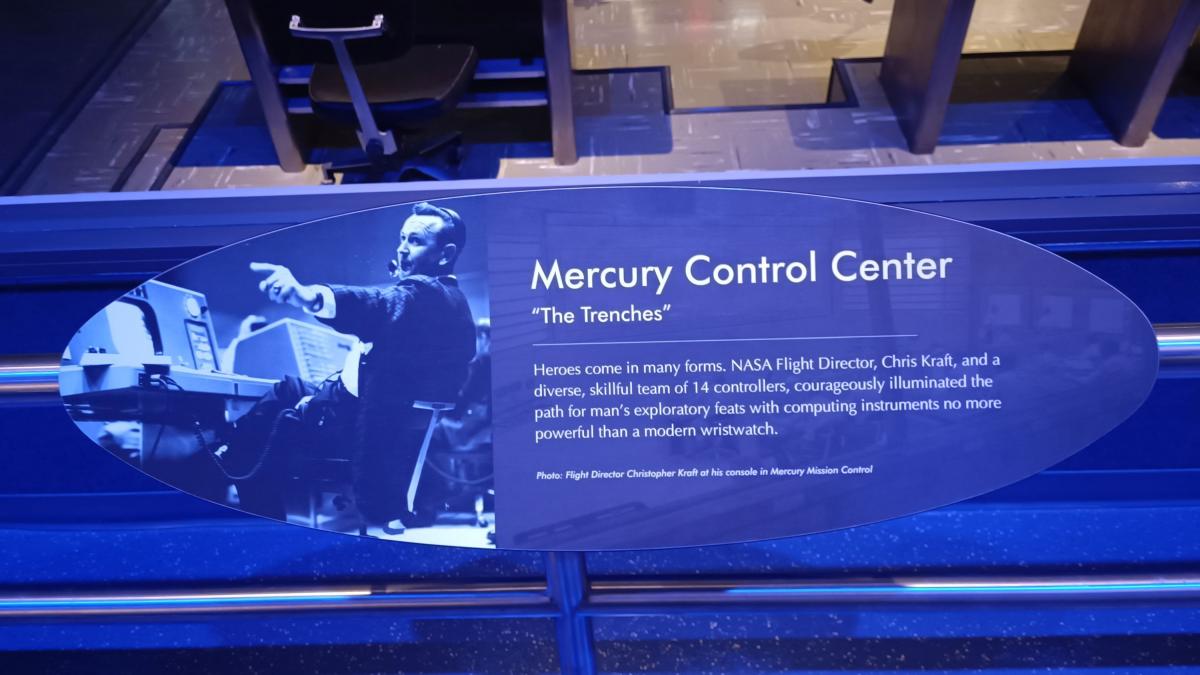 Mercury Control Center
“The Trenches”
Heroes come in many forms. NASA Flight Director, Chris Kraft, and a
diverse, skillful team of 14 controllers, courageously illuminated the
path for man’s exploratory feats with computing instruments no more
powerful than a modern wristwatch.
Photo: Flight Director Christopher Kraft at his console in Mercury Mission Control